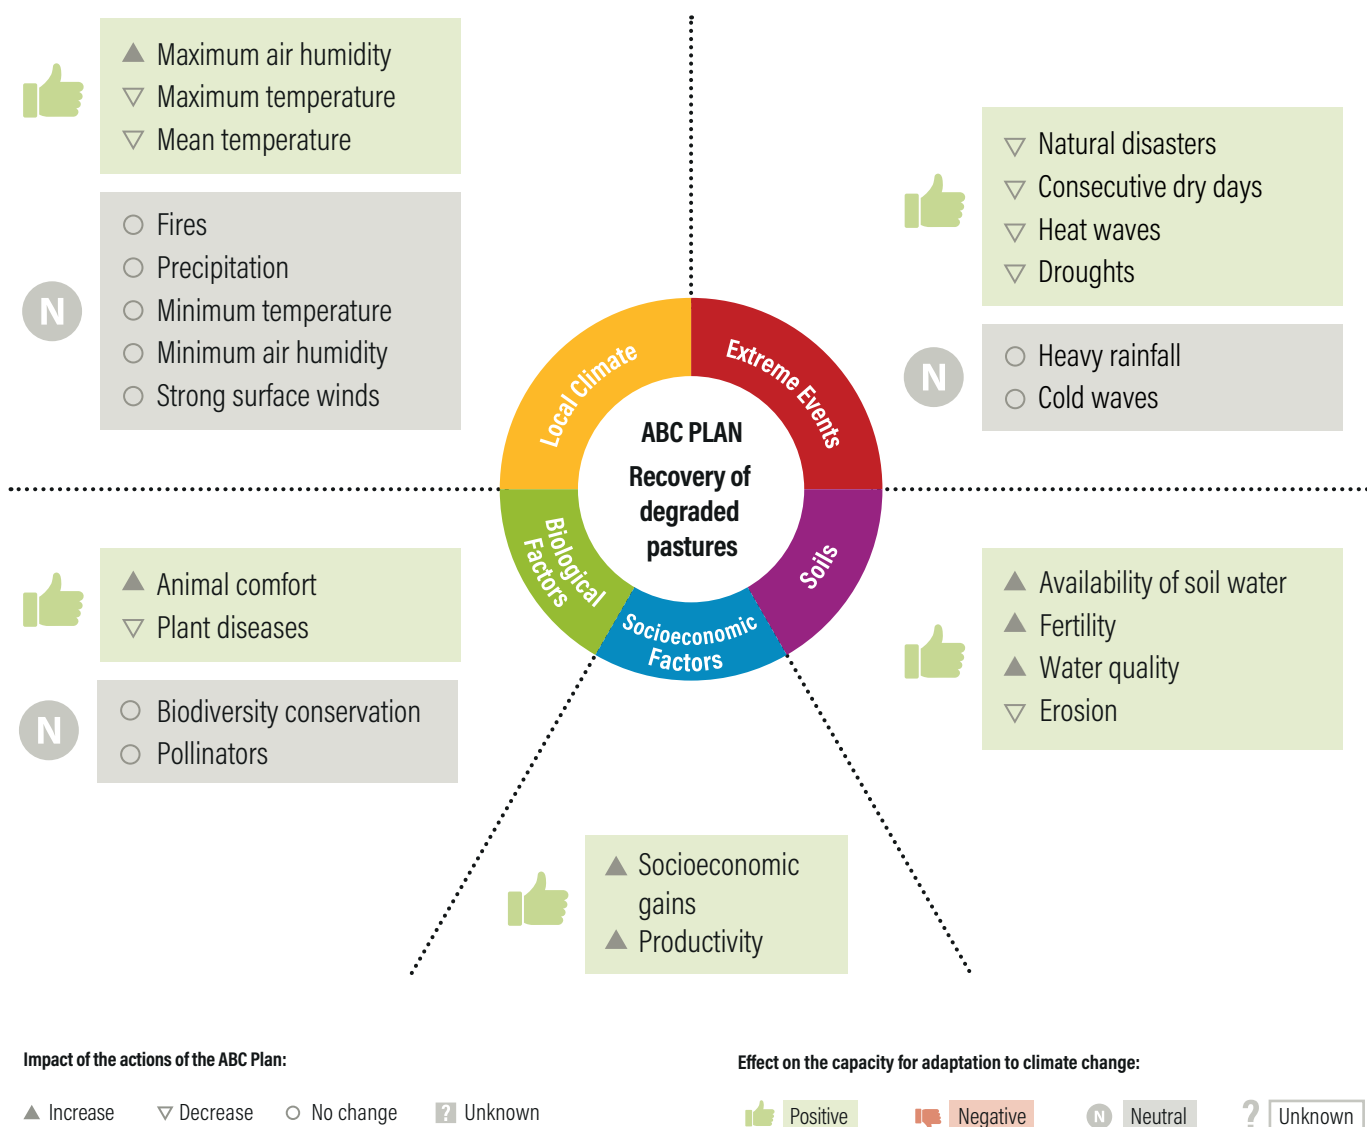 Maximum air humidity
Maximum temperature
Mean temperature
N
Fires
Precipitation
Minimum temperature
Minimum air humidity
Strong surface winds
Natural disasters
Consecutive dry days
Heat waves
Droughts
N
Heavy rainfall
Cold waves
Local Climate
Extreme Events
ABC PLAN
Recovery of
degraded
pastures
Biological
Factors
Socioeconomic
Factors
Soils
Animal comfort
Plant diseases
N
Biodiversity conservation
Pollinators
Availability of soil water
Fertility
Water quality
Erosion
Socioeconomic
gains
Productivity
Impact of the actions of the ABC Plan:
Increase Decrease No change ? Unknown
Effect on the capacity for adaptation to climate change:
Positive Negative N Neutral ? Unknown